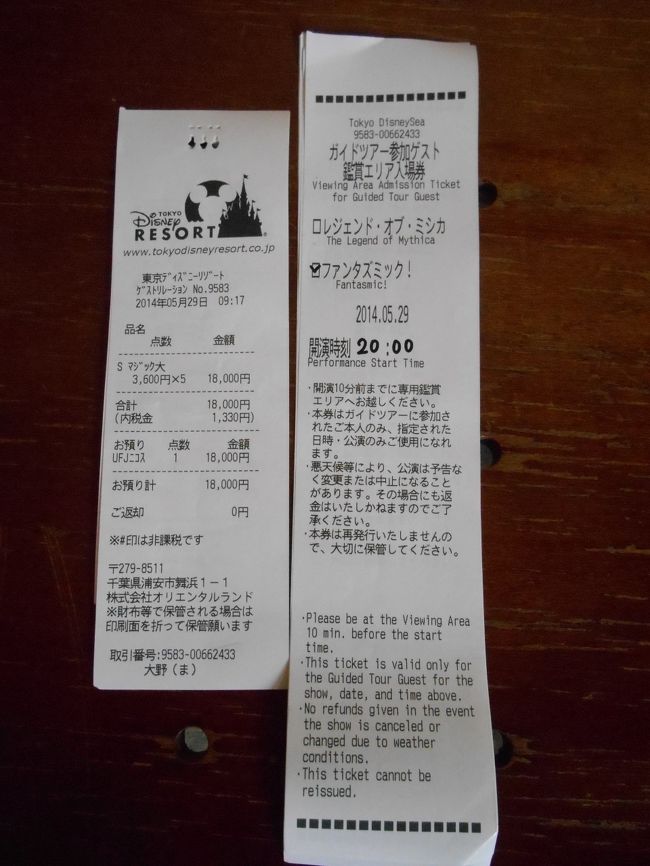 TOKYO
Disney
RESORT
www.tokyodisneyresort.co.jp
東京ﾃﾞｨｽﾞﾆｰﾘｿﾞｰﾄ
ｹﾞｽﾄﾘﾚｰｼｮﾝ No.9583
2014年05月29日 09:17
品名
点数 金額
S マジック大
3,600円×5 18,000円
合計 18,000円
(内税金 1,330円)
お預り 点数 金額
UFJニコス 1 18,000円
お預り計 18,000円
ご返却 0円
※#印は非課税です
〒279-8511
千葉県浦安市舞浜1-1
株式会社オリエンタルランド
※財布等で保管される場合は
印刷面を折って保管願います
取引番号:9583-00662433
大野(ま)
Tokyo DisneySea
9583-00662433
ガイドツアー参加ゲスト
鑑賞エリア入場券
Viewing Area Admission Ticket
for Guided Tour Guest
□レジェンド・オブ・ミシカ
The Legend of Mythica
☑ファンタズミック!
Fantasmic!
2014.05.29
開演時刻 20:00
Performance Start Time
・開演10分前までに専用鑑賞
エリアへお越しください。
・本券はガイドツアーに参加さ
れたご本人のみ、指定された
日時・公演のみご使用になれ
ます。
・悪天候等により、公演は予告な
く変更または中止になること
があります。その場合にも返
金はいたしかねますのでご了
承ください。
・本券は再発行いたしませんの
で、大切に保管してください。
・Please be at the Viewing Area
10 min. before the start
time.
・This ticket is valid only for
the Guided Tour Guest for the
show, date, and time above.
・No refunds given in the event
the show is canceled or
changed due to weather
conditions.
・This ticket cannot be
reissued.